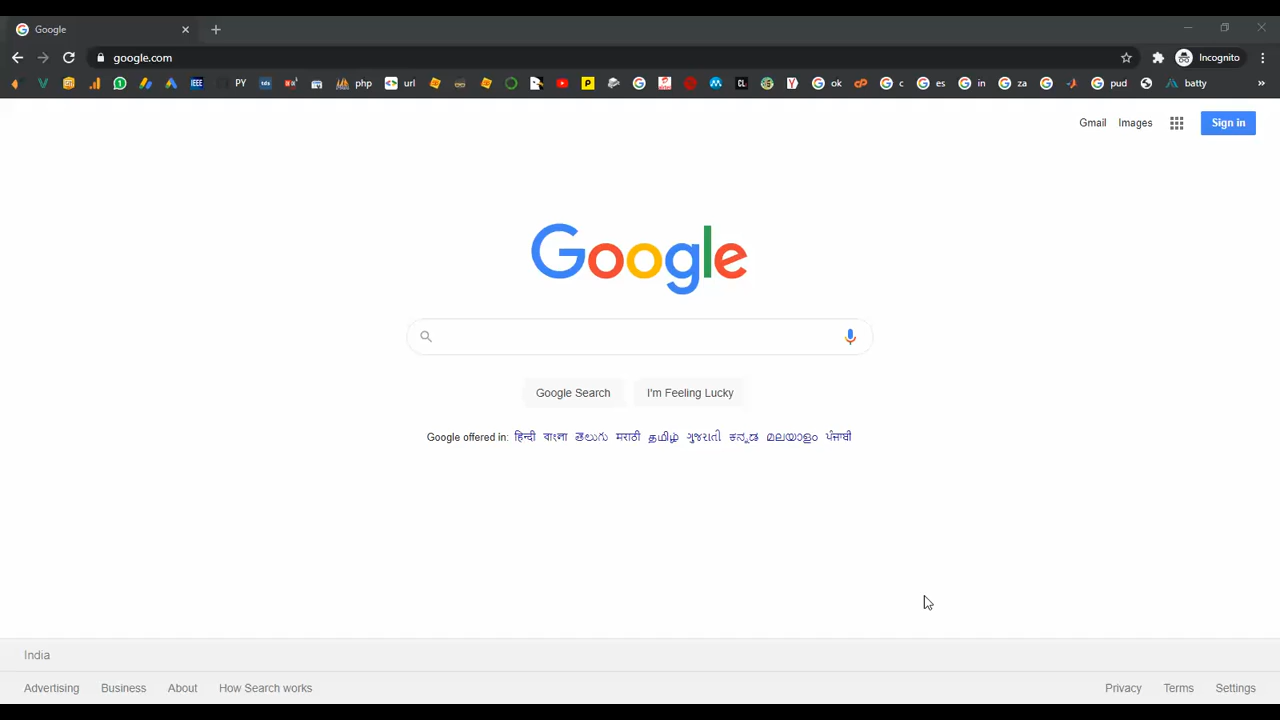 Google
google.com
Incognito
PY php url ok c es in za pud batty
Gmail Images Sign in
Google
Google Search I'm Feeling Lucky
Google offered in: हिन्दी বাংলা తెలుగు मराठी தமிழ் ગુજરાતી ಕನ್ನಡ മലയാളം ਪੰਜਾਬੀ
India
Advertising Business About How Search works
Privacy Terms Settings